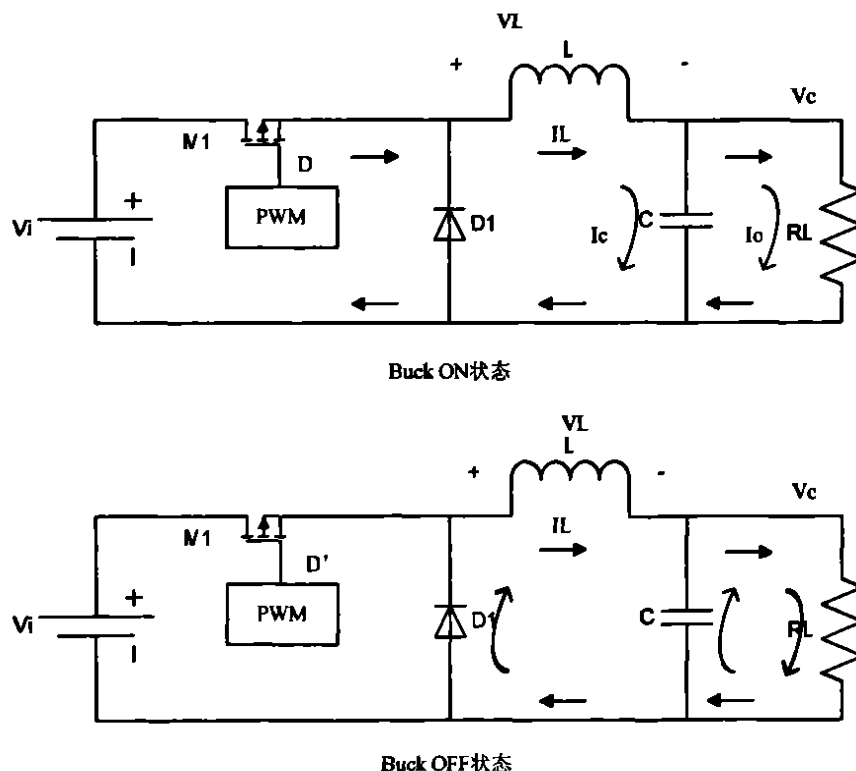 VL
+ L -
Vc
M1 IL
D
+ PWM D1 Ic C Io RL
Vi
Buck ON状态
VL
+ L -
Vc
M1 IL
D'
+ PWM D1 C RL
Vi
Buck OFF状态